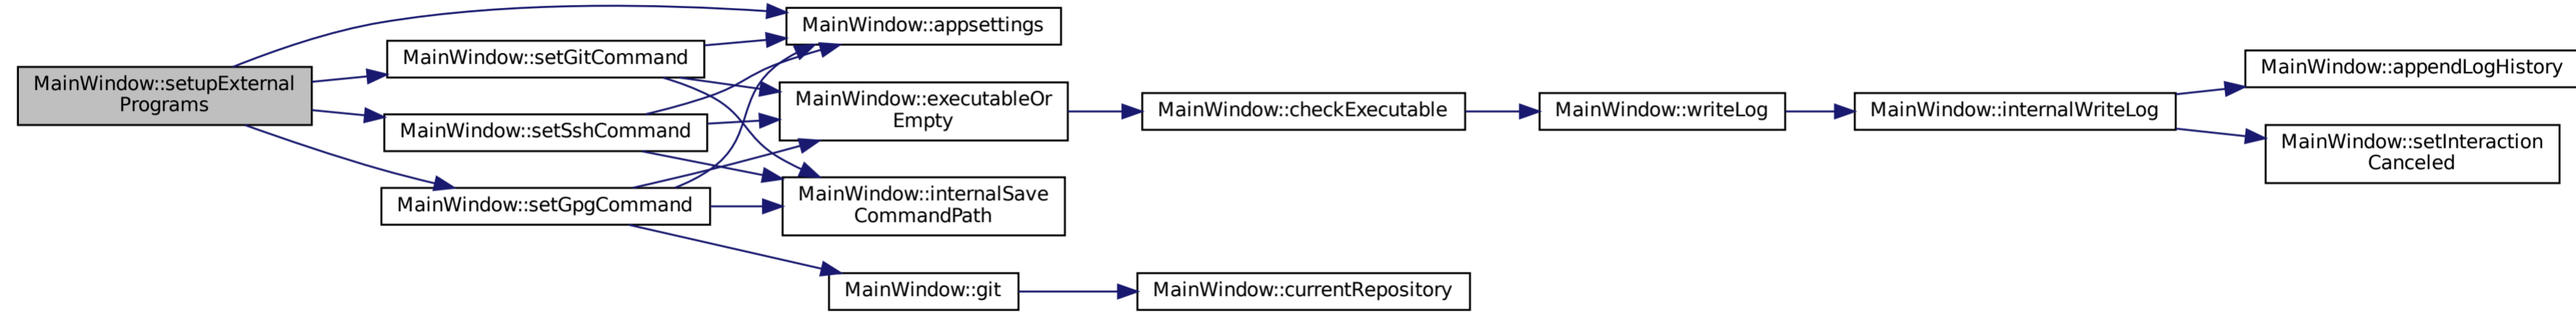 MainWindow::setupExternal
Programs
MainWindow::setGitCommand
MainWindow::setSshCommand
MainWindow::setGpgCommand
MainWindow::appsettings
MainWindow::executableOr
Empty
MainWindow::internalSave
CommandPath
MainWindow::git
MainWindow::checkExecutable
MainWindow::currentRepository
MainWindow::writeLog
MainWindow::internalWriteLog
MainWindow::appendLogHistory
MainWindow::setInteraction
Canceled